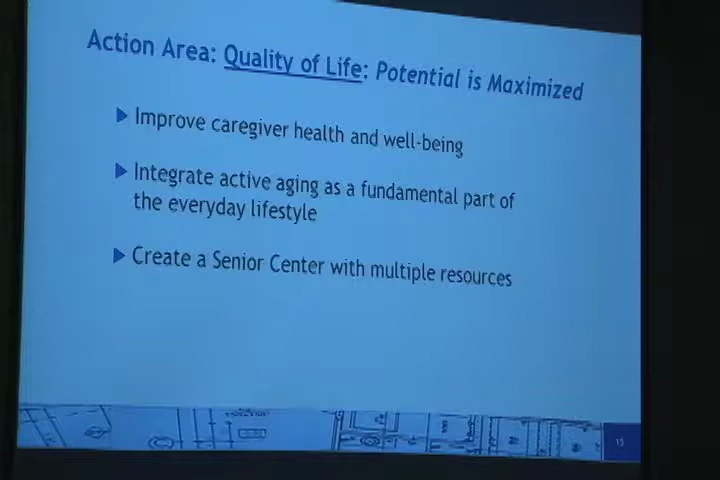 Action Area: Quality of Life: Potential is Maximized
Improve caregiver health and well-being
Integrate active aging as a fundamental part of
the everyday lifestyle
Create a Senior Center with multiple resources